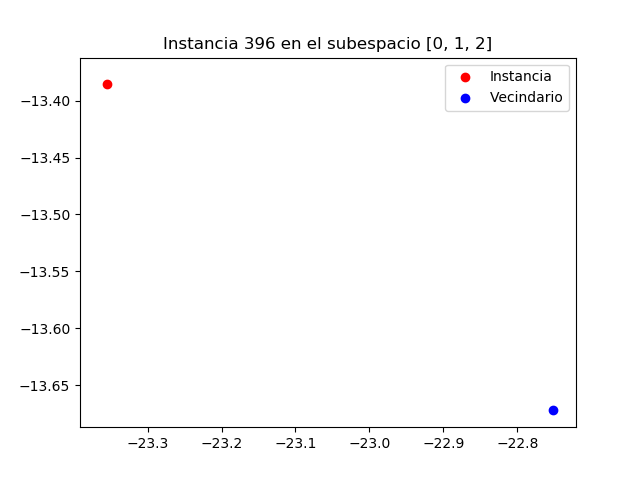 Instancia 396 en el subespacio [0, 1, 2]
Instancia
Vecindario
−13.40
−13.45
−13.50
−13.55
−13.60
−13.65
−23.3 −23.2 −23.1 −23.0 −22.9 −22.8